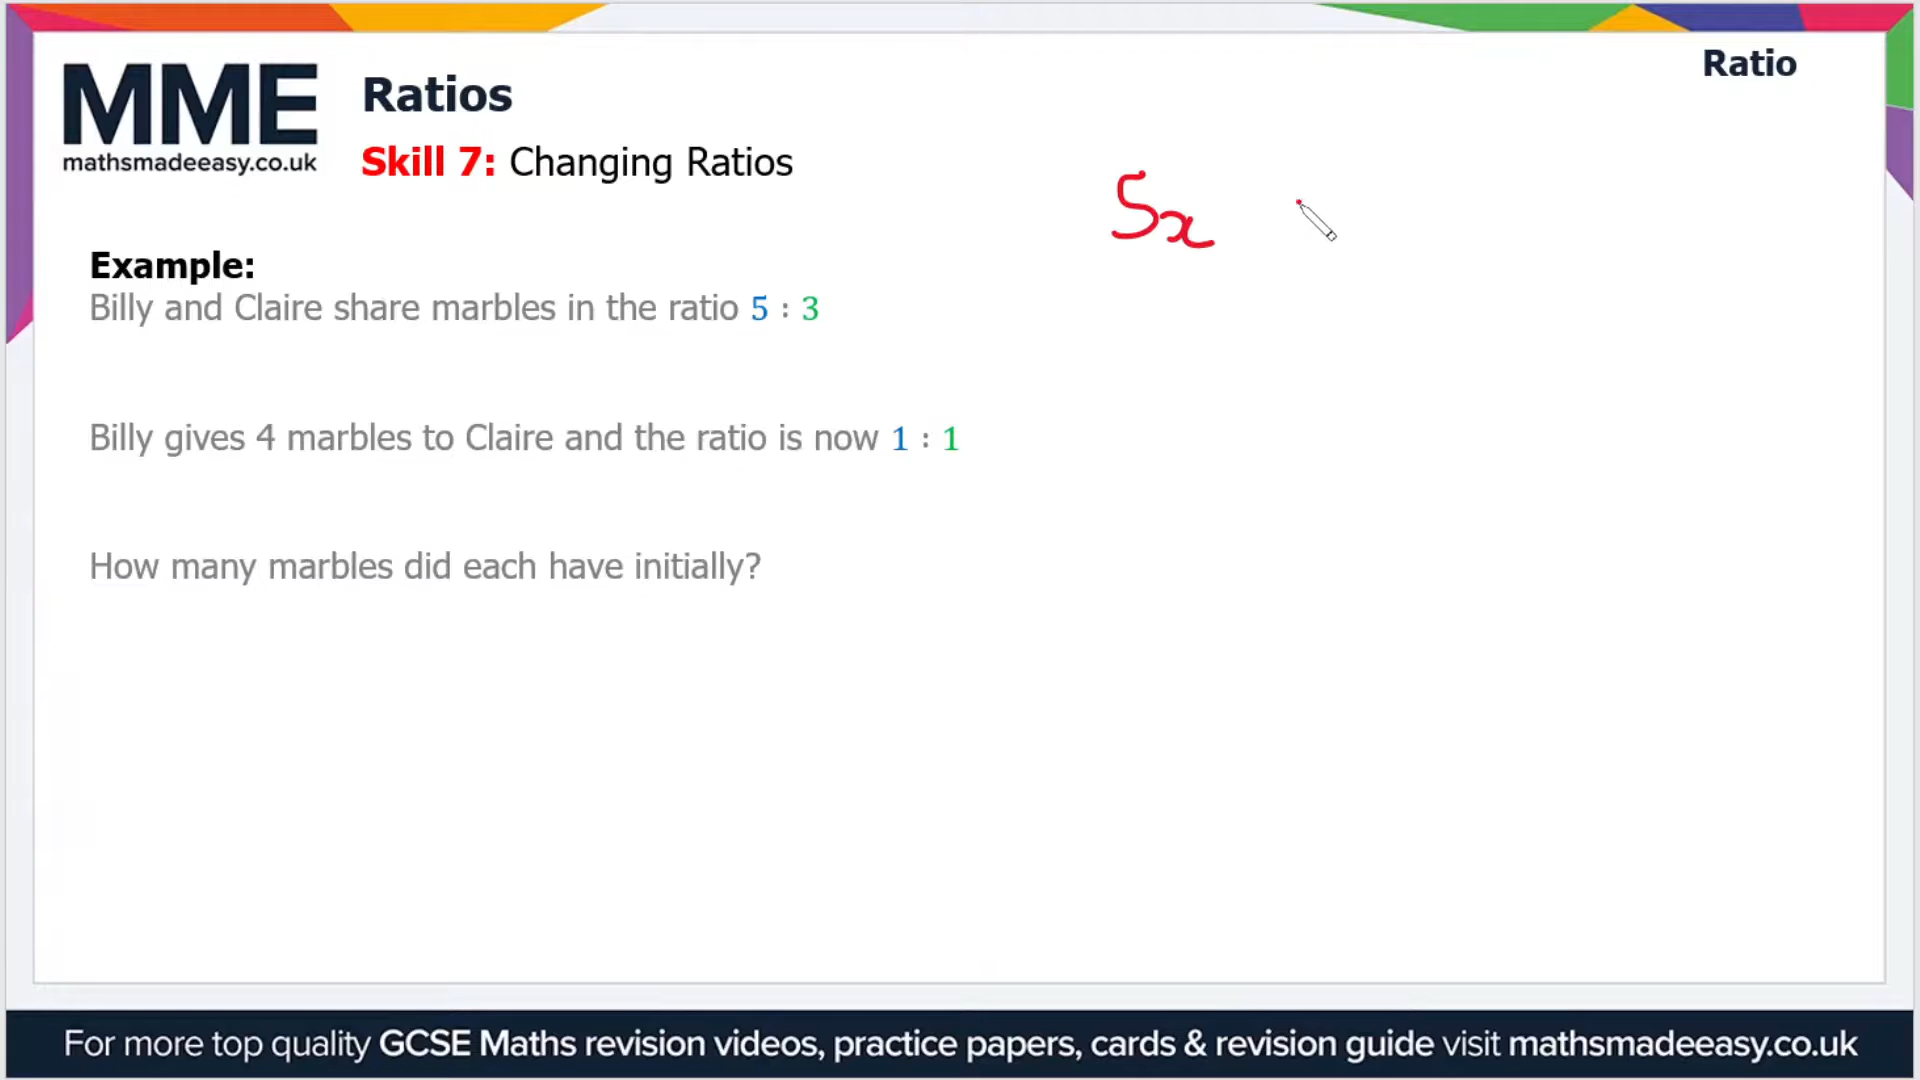 Ratio
MME
mathsmadeeasy.co.uk
Ratios
Skill 7: Changing Ratios
5x
Example:
Billy and Claire share marbles in the ratio 5 : 3
Billy gives 4 marbles to Claire and the ratio is now 1 : 1
How many marbles did each have initially?
For more top quality GCSE Maths revision videos, practice papers, cards & revision guide visit mathsmadeeasy.co.uk